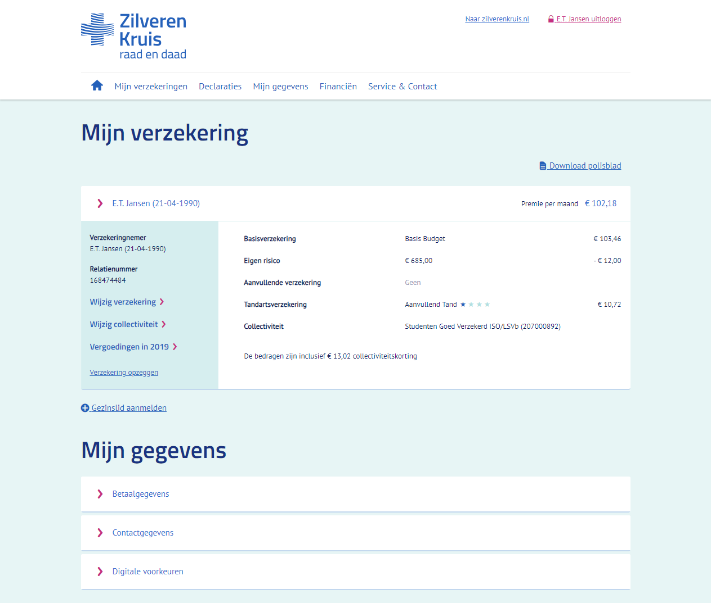 Zilveren
Kruis
raad en daad
Naar zilverenkruis.nl
E.T. Jansen uitloggen
Mijn verzekeringen Declaraties Mijn gegevens Financiën Service & Contact
Mijn verzekering
Download polisblad
E.T. Jansen (21-04-1990) Premie per maand € 102,18
Verzekeringnemer
E.T. Jansen (21-04-1990)
Relatienummer
168474484
Wijzig verzekering
Wijzig collectiviteit
Vergoedingen in 2019
Verzekering opzeggen
Basisverzekering Basis Budget € 103,46
Eigen risico € 685,00 - € 12,00
Aanvullende verzekering Geen
Tandartsverzekering Aanvullend Tand € 10,72
Collectiviteit Studenten Goed Verzekerd ISO/LSVb (207000892)
De bedragen zijn inclusief € 13,02 collectiviteitskorting
Gezinslid aanmelden
Mijn gegevens
Betaalgegevens
Contactgegevens
Digitale voorkeuren